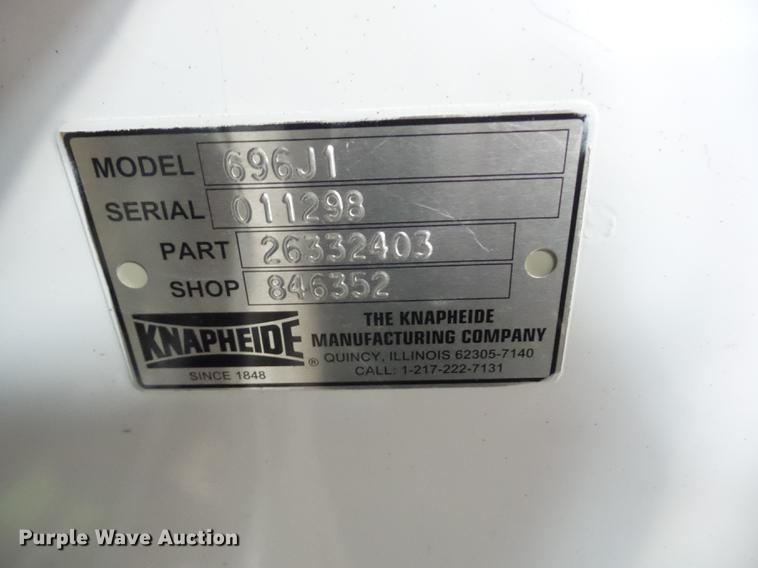 MODEL 696J1
SERIAL 011298
PART 26332403
SHOP 846352
KNAPHEIDE ®
SINCE 1848
THE KNAPHEIDE
MANUFACTURING COMPANY
QUINCY, ILLINOIS 62305-7140
CALL: 1-217-222-7131
Purple Wave Auction